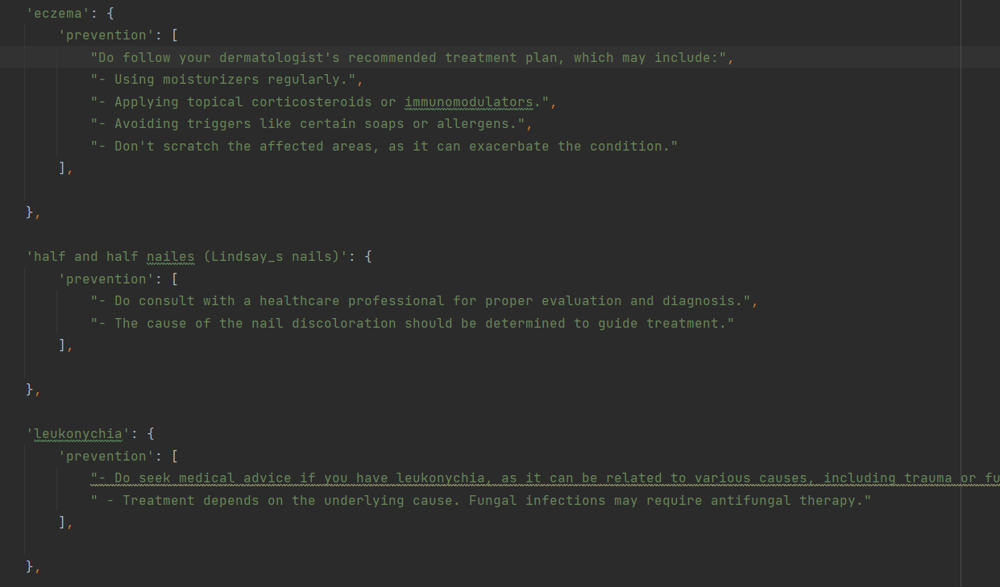 'eczema': {
'prevention': [
"Do follow your dermatologist's recommended treatment plan, which may include:",
"- Using moisturizers regularly.",
"- Applying topical corticosteroids or immunomodulators.",
"- Avoiding triggers like certain soaps or allergens.",
"- Don't scratch the affected areas, as it can exacerbate the condition."
],
},
'half and half nailes (Lindsay_s nails)': {
'prevention': [
"- Do consult with a healthcare professional for proper evaluation and diagnosis.",
"- The cause of the nail discoloration should be determined to guide treatment."
],
},
'leukonychia': {
'prevention': [
"- Do seek medical advice if you have leukonychia, as it can be related to various causes, including trauma or
" - Treatment depends on the underlying cause. Fungal infections may require antifungal therapy."
],
},